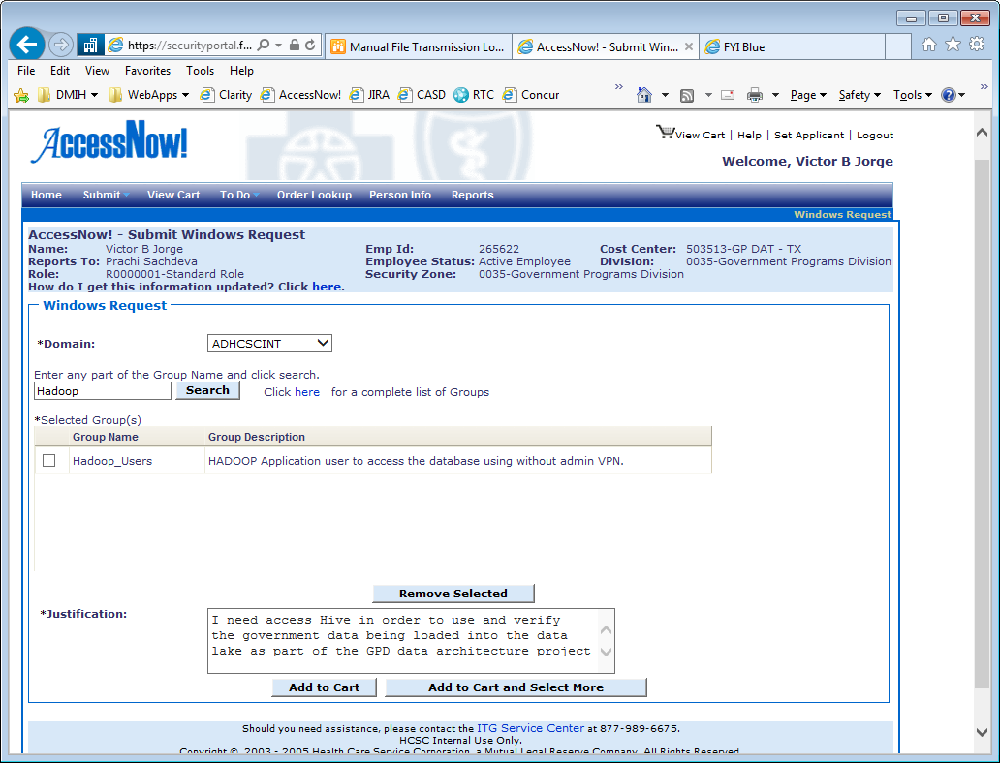 https://securityportal.f...
Manual File Transmission Lo...
AccessNow! - Submit Win...
FYI Blue
File Edit View Favorites Tools Help
DMIH WebApps Clarity AccessNow! JIRA CASD RTC Concur » Page Safety Tools »
AccessNow!
View Cart | Help | Set Applicant | Logout
Welcome, Victor B Jorge
Home Submit View Cart To Do Order Lookup Person Info Reports
Windows Request
AccessNow! - Submit Windows Request
Name: Victor B Jorge Emp Id: 265622 Cost Center: 503513-GP DAT - TX
Reports To: Prachi Sachdeva Employee Status: Active Employee Division: 0035-Government Programs Division
Role: R0000001-Standard Role Security Zone: 0035-Government Programs Division
How do I get this information updated? Click here.
Windows Request
*Domain: ADHCSCINT
Enter any part of the Group Name and click search.
Hadoop Search Click here for a complete list of Groups
*Selected Group(s)
Group Name Group Description
Hadoop_Users HADOOP Application user to access the database using without admin VPN.
Remove Selected
*Justification:
I need access Hive in order to use and verify
the government data being loaded into the data
lake as part of the GPD data architecture project
Add to Cart Add to Cart and Select More
Should you need assistance, please contact the ITG Service Center at 877-989-6675.
HCSC Internal Use Only.
Copyright ©, 2003 - 2005 Health Care Service Corporation, a Mutual Legal Reserve Company, All Rights Reserved